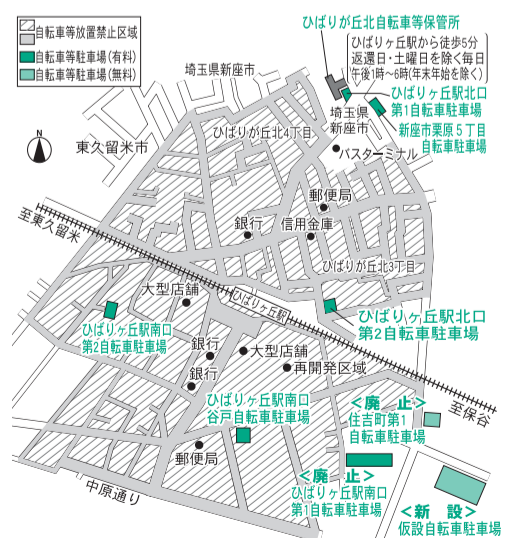 自転車等放置禁止区域
自転車等駐車場(有料)
自転車等駐車場(無料)
ひばりが丘北自転車等保管所
ひばりヶ丘駅から徒歩5分
返還日・土曜日を除く毎日
午後1時〜6時(年末年始を除く)
埼玉県新座市
ひばりヶ丘駅北口
第1自転車駐車場
埼玉県
新座市
新座市栗原5丁目
自転車駐車場
ひばりが丘北4丁目
東久留米市
N
バスターミナル
郵便局
銀行
信用金庫
至東久留米
ひばりが丘北3丁目
大型店舗
ひばりヶ丘駅
ひばりヶ丘駅北口
第2自転車駐車場
ひばりヶ丘駅南口
第2自転車駐車場
銀行
大型店舗
銀行
再開発区域
ひばりヶ丘駅南口
谷戸自転車駐車場
<廃 止>
住吉町第1
自転車駐車場
至保谷
郵便局
<廃 止>
ひばりヶ丘駅南口
第1自転車駐車場
中原通り
<新 設>
仮設自転車駐車場